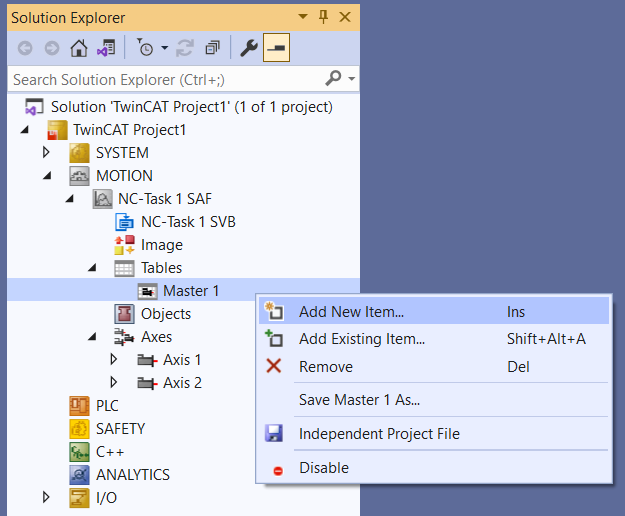 Solution Explorer
Search Solution Explorer (Ctrl+;)
Solution 'TwinCAT Project1' (1 of 1 project)
TwinCAT Project1
SYSTEM
MOTION
NC-Task 1 SAF
NC-Task 1 SVB
Image
Tables
Master 1
Objects
Axes
Axis 1
Axis 2
PLC
SAFETY
C++
ANALYTICS
I/O
Add New Item... Ins
Add Existing Item... Shift+Alt+A
Remove Del
Save Master 1 As...
Independent Project File
Disable